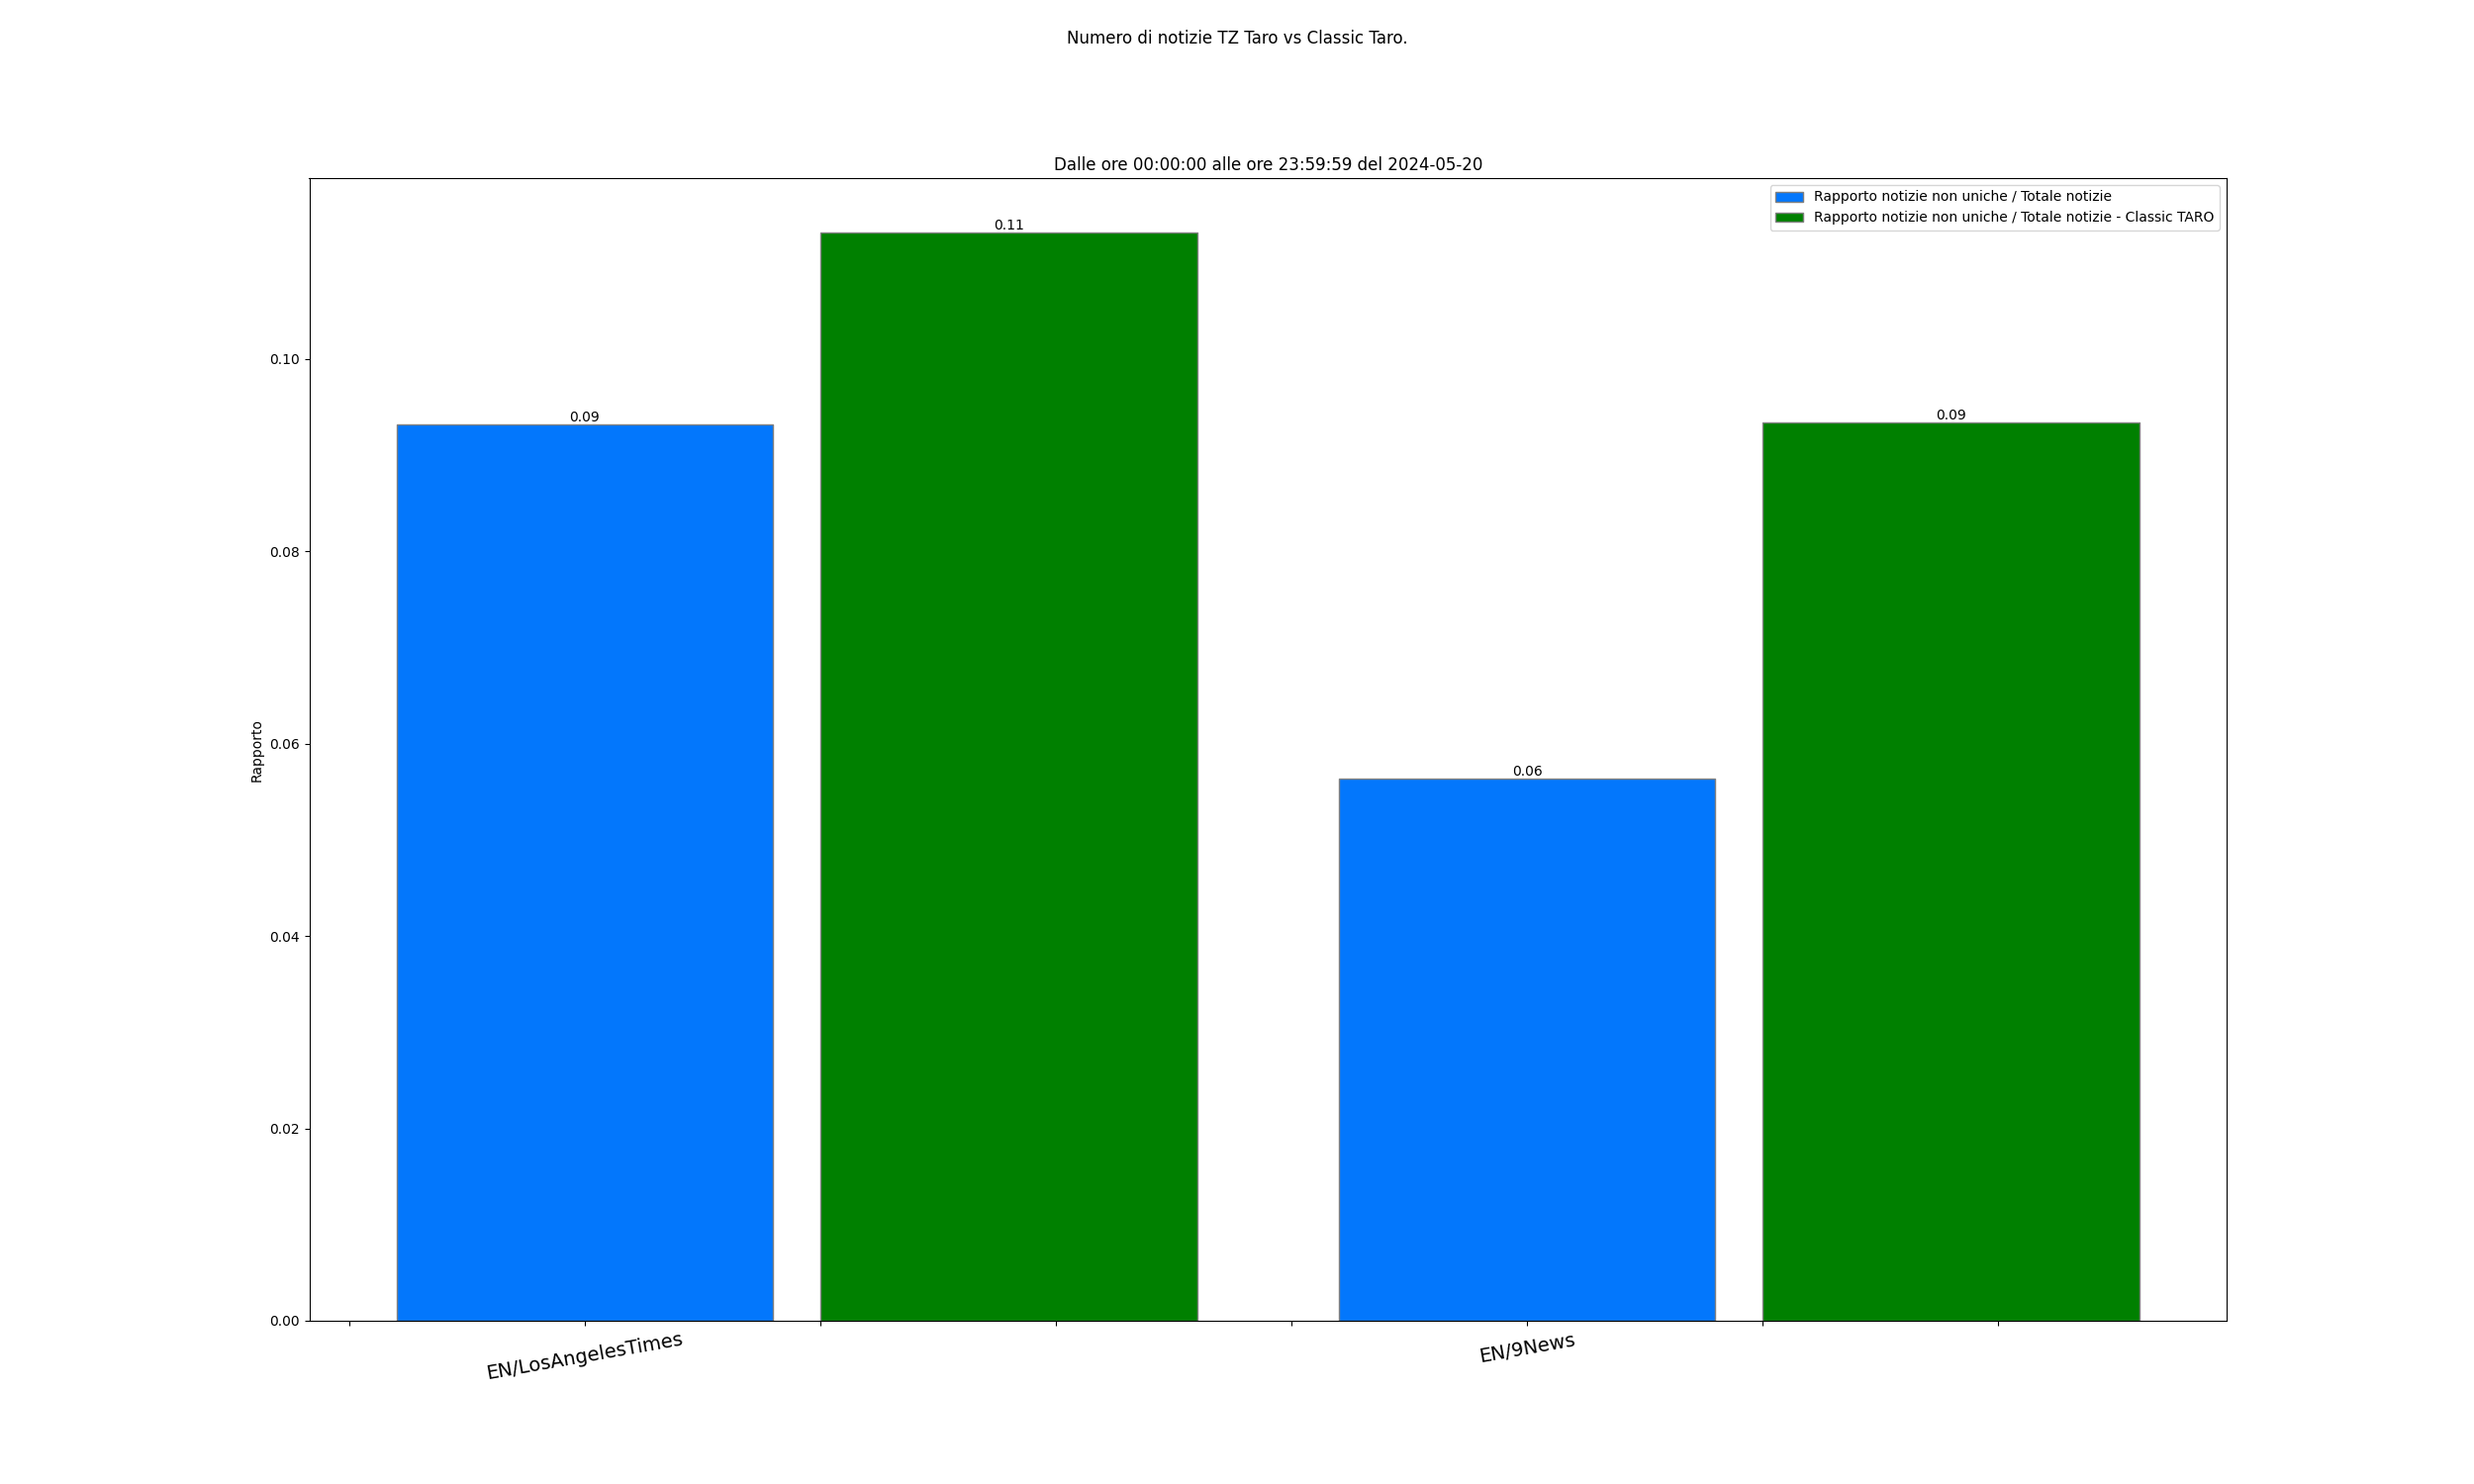 Numero di notizie TZ Taro vs Classic Taro.
Dalle ore 00:00:00 alle ore 23:59:59 del 2024-05-20
Rapporto notizie non uniche / Totale notizie
Rapporto notizie non uniche / Totale notizie - Classic TARO
0.11
0.09
0.09
0.06
Rapporto
0.10
0.08
0.06
0.04
0.02
0.00
EN/LosAngelesTimes
EN/9News